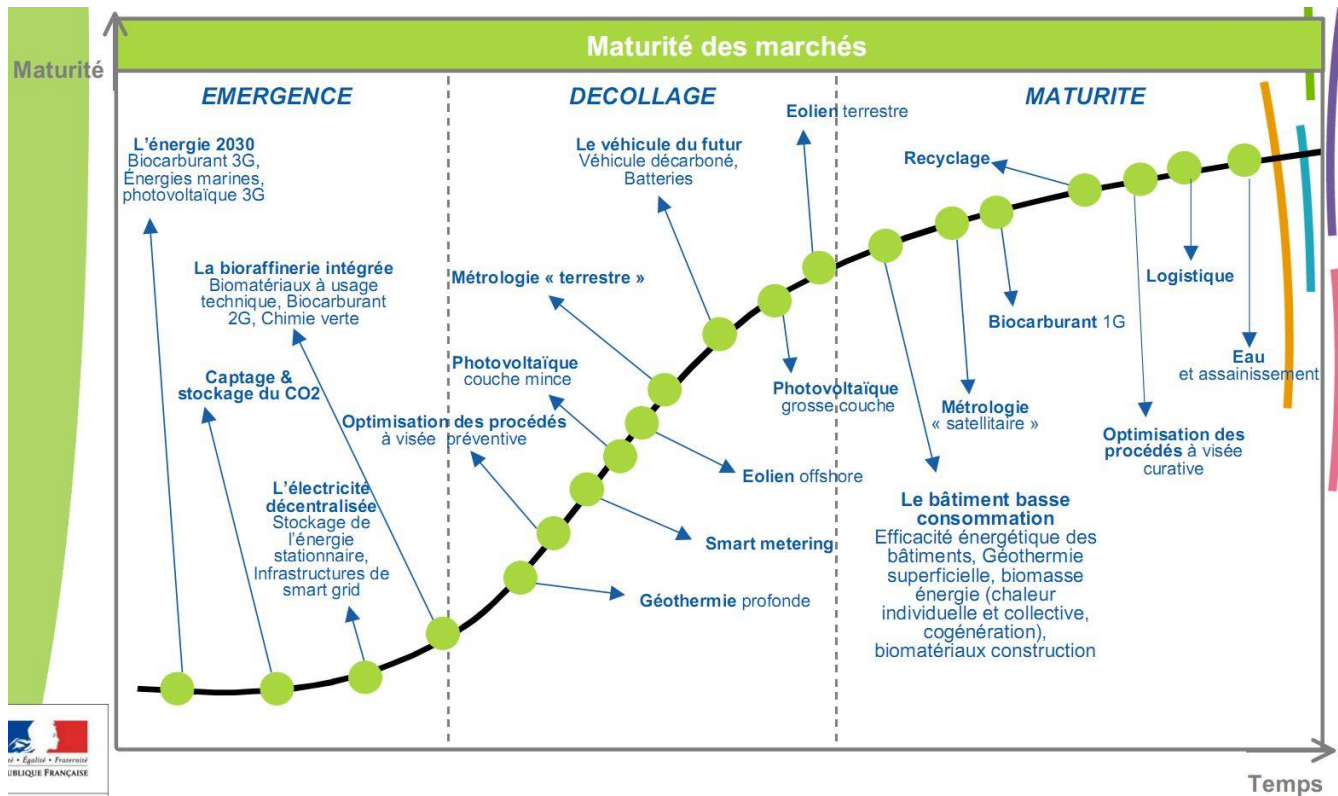 Maturité des marchés
Maturité
EMERGENCE
DECOLLAGE
MATURITE
L'énergie 2030
Biocarburant 3G,
Énergies marines,
photovoltaïque 3G
La bioraffinerie intégrée
Biomatériaux à usage
technique, Biocarburant
2G, Chimie verte
Captage &
stockage du CO2
L'électricité
décentralisée
Stockage de
l'énergie
stationnaire,
Infrastructures de
smart grid
Le véhicule du futur
Véhicule décarboné,
Batteries
Métrologie « terrestre »
Photovoltaïque
couche mince
Optimisation des procédés
à visée préventive
Eolien offshore
Smart metering
Géothermie profonde
Photovoltaïque
grosse couche
Eolien terrestre
Recyclage
Biocarburant 1G
Métrologie
« satellitaire »
Le bâtiment basse
consommation
Efficacité énergétique des
bâtiments, Géothermie
superficielle, biomasse
énergie (chaleur
individuelle et collective,
cogénération),
biomatériaux construction
Logistique
Eau
et assainissement
Optimisation des
procédés à visée
curative
té • Égalité • Fraternité
UBLIQUE FRANÇAISE
Temps